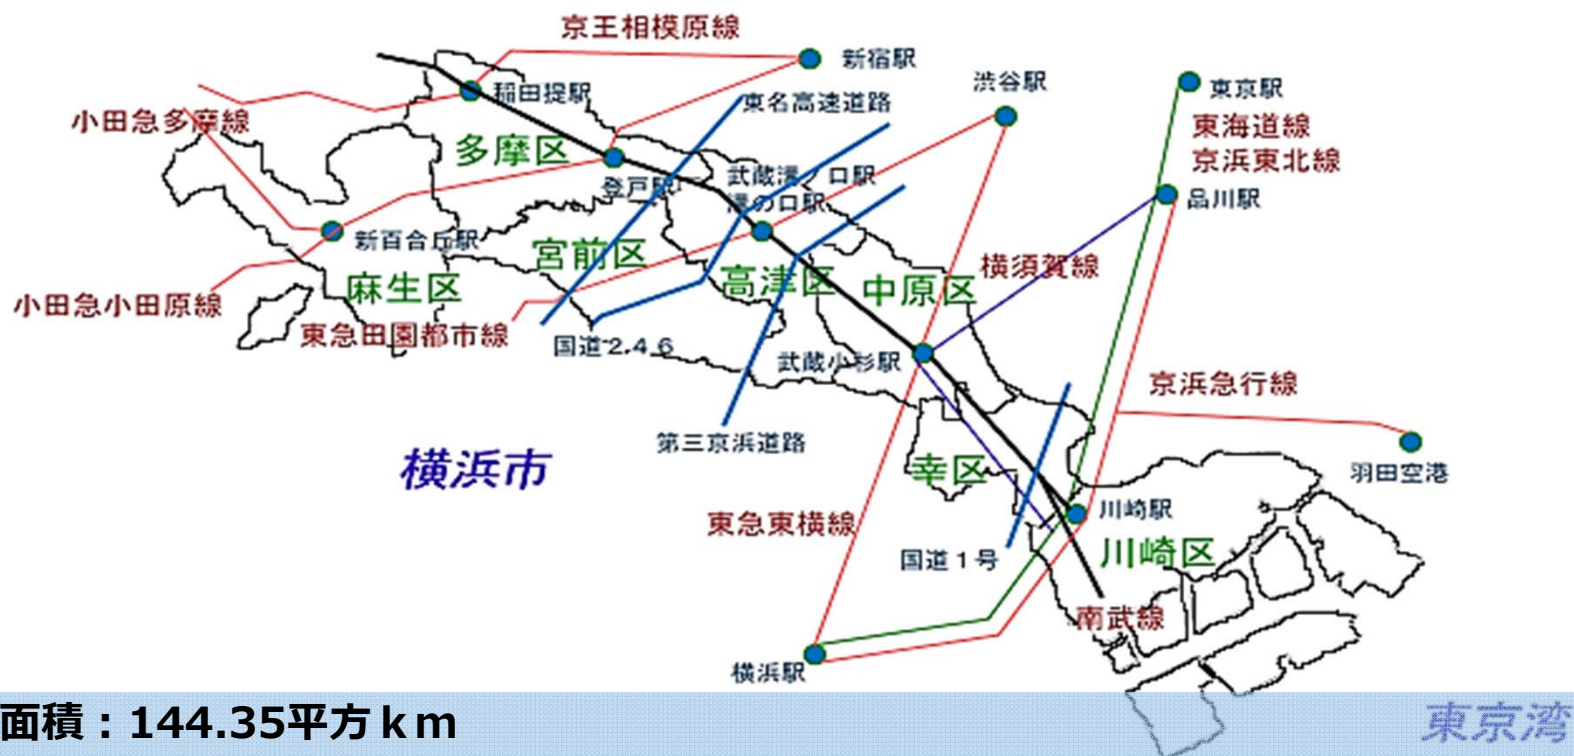 京王相模原線
新宿駅
渋谷駅
東京駅
稲田提駅
東名高速道路
小田急多摩線
東海道線
京浜東北線
多摩区
登戸駅
武蔵溝ノ口駅
溝の口駅
品川駅
新百合丘駅
宮前区
高津区
中原区
横須賀線
麻生区
小田急小田原線
東急田園都市線
国道2.4.6
武蔵小杉駅
京浜急行線
第三京浜道路
横浜市
幸区
羽田空港
東急東横線
川崎駅
国道1号
川崎区
南武線
横浜駅
面積：144.35平方ｋｍ
東京湾